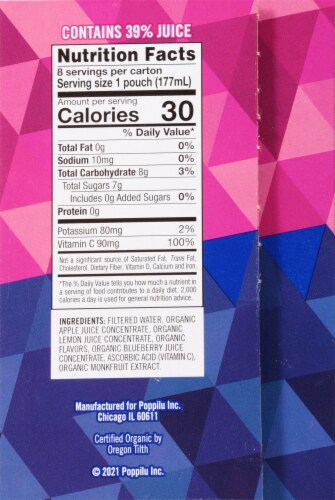 CONTAINS 39% JUICE
Nutrition Facts
8 servings per carton
Serving size 1 pouch (177mL)
Amount per serving
Calories 30
% Daily Value*
Total Fat 0g 0%
Sodium 10mg 0%
Total Carbohydrate 8g 3%
Total Sugars 7g
Includes 0g Added Sugars 0%
Protein 0g
Potassium 80mg 2%
Vitamin C 90mg 100%
Not a significant source of Saturated Fat, Trans Fat,
Cholesterol, Dietary Fiber, Vitamin D, Calcium and Iron.
*The % Daily Value tells you how much a nutrient in
a serving of food contributes to a daily diet. 2,000
calories a day is used for general nutrition advice.
INGREDIENTS: FILTERED WATER, ORGANIC
APPLE JUICE CONCENTRATE, ORGANIC
LEMON JUICE CONCENTRATE, ORGANIC
FLAVORS, ORGANIC BLUEBERRY JUICE
CONCENTRATE, ASCORBIC ACID (VITAMIN C),
ORGANIC MONKFRUIT EXTRACT.
Manufactured for Poppilu Inc.
Chicago IL 60611
Certified Organic by
Oregon Tilth
© 2021 Poppilu Inc.